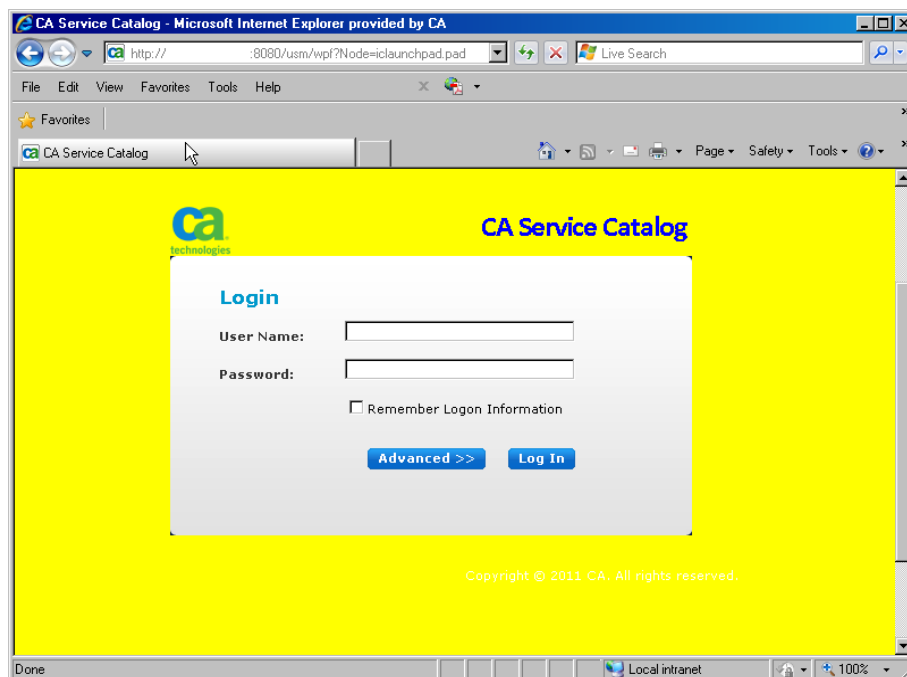 CA Service Catalog - Microsoft Internet Explorer provided by CA
ca http:// :8080/usm/wpf?Node=iclaunchpad.pad Live Search
File Edit View Favorites Tools Help
Favorites
ca CA Service Catalog Page Safety Tools
ca technologies
CA Service Catalog
Login
User Name:
Password:
Remember Logon Information
Advanced >> Log In
Copyright © 2011 CA. All rights reserved.
Done Local intranet 100%